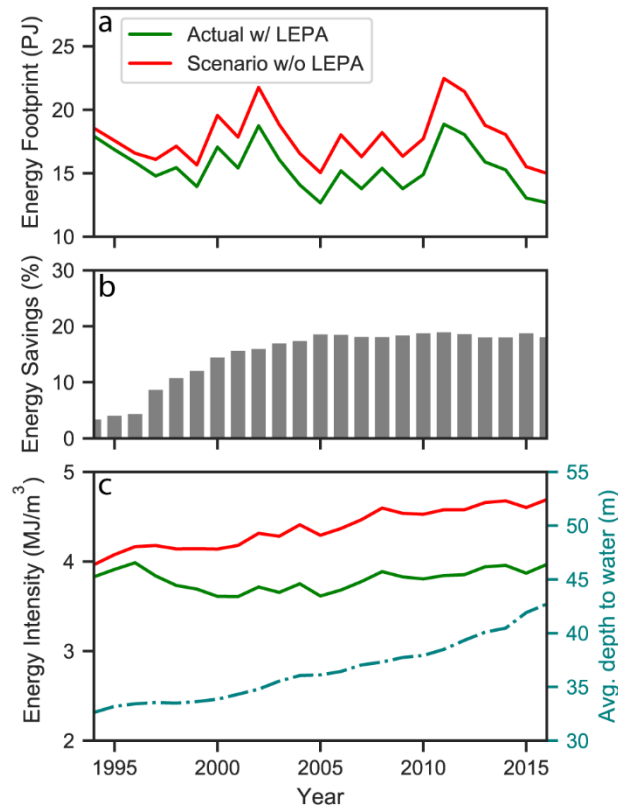 a
Actual w/ LEPA
Scenario w/o LEPA
Energy Footprint (PJ)
25
20
15
10
b
Energy Savings (%)
30
20
10
0
c
Energy Intensity (MJ/m³)
5
4
3
2
Avg. depth to water (m)
55
50
45
40
35
30
1995
2000
2005
2010
2015
Year